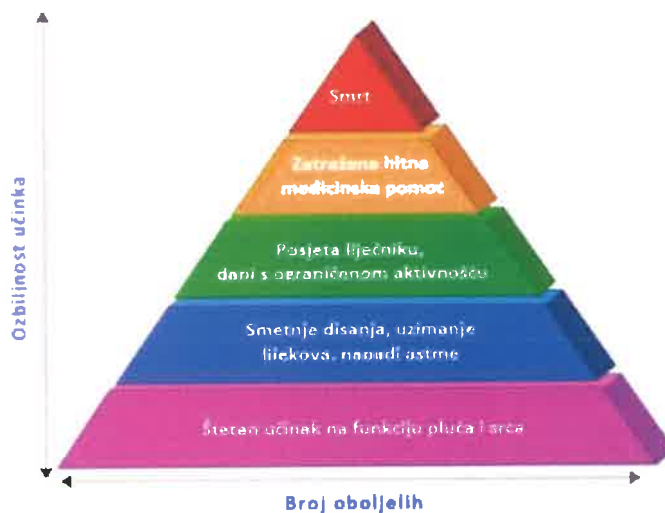 Smrt
Zatražena hitna
medicinska pomoć
Posjeta liječniku,
dani s ograničenom aktivnošću
Smetnje disanja, uzimanje
lijekova, napadi astme
Štetan učinak na funkciju pluća i srca
Ozbiljnost učinka
Broj oboljelih